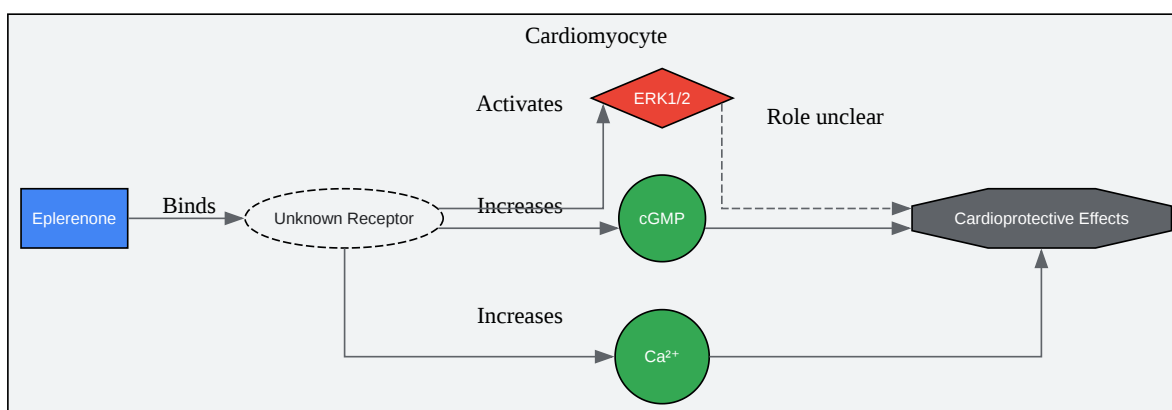 Cardiomyocyte
Activates
ERK1/2
Role unclear
Eplerenone
Binds
Unknown Receptor
Increases
cGMP
Cardioprotective Effects
Increases
Ca²⁺